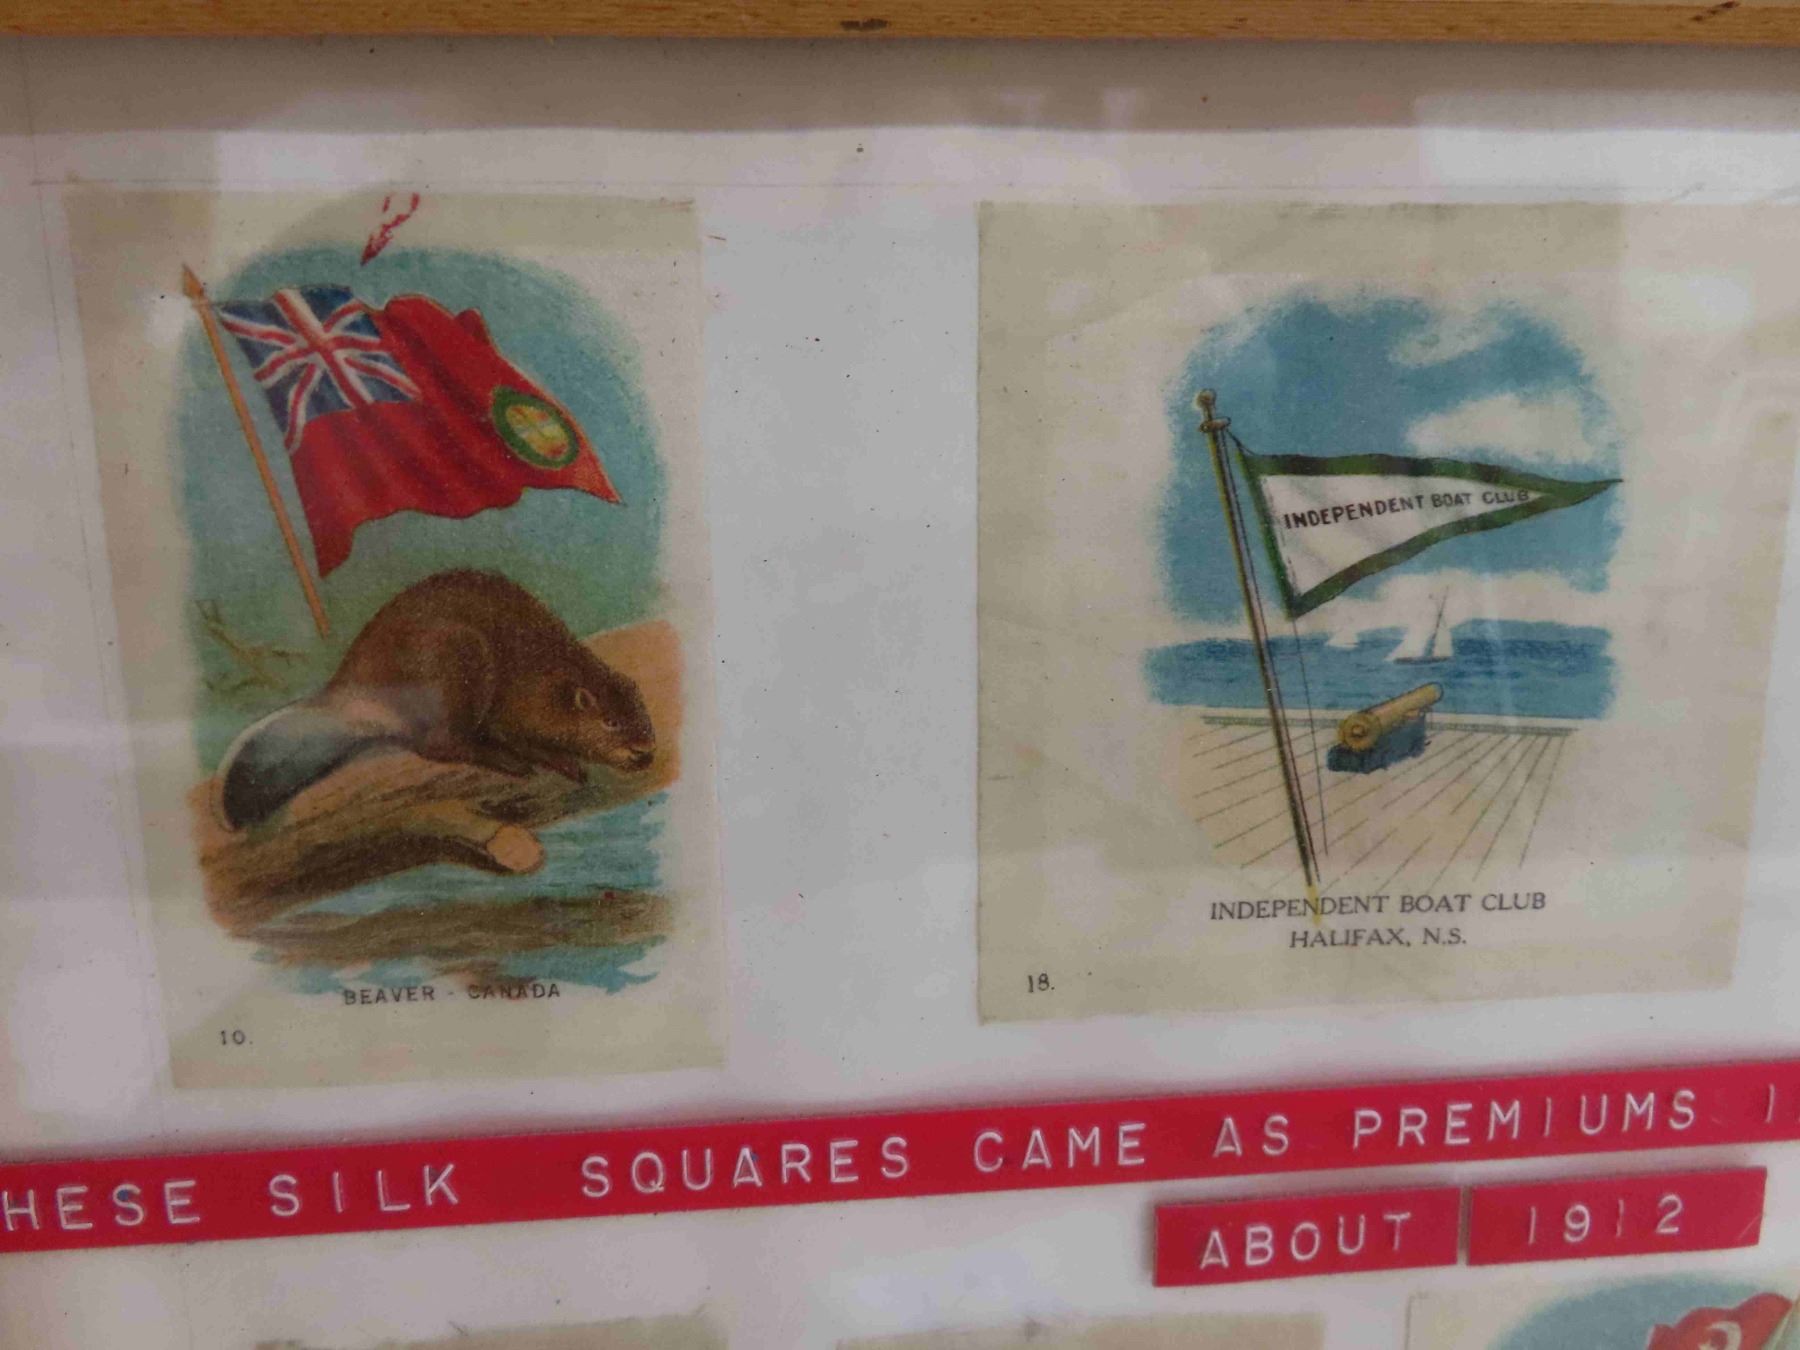 INDEPENDENT BOAT CLUB
INDEPENDENT BOAT CLUB
HALIFAX, N.S.
18.
BEAVER - CANADA
10.
HESE SILK SQUARES CAME AS PREMIUMS I
ABOUT 1912